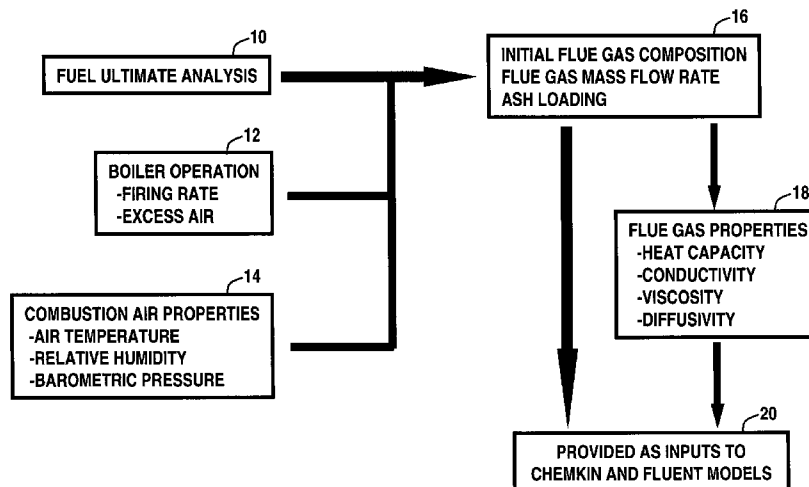 10
FUEL ULTIMATE ANALYSIS
12
BOILER OPERATION
-FIRING RATE
-EXCESS AIR
14
COMBUSTION AIR PROPERTIES
-AIR TEMPERATURE
-RELATIVE HUMIDITY
-BAROMETRIC PRESSURE
16
INITIAL FLUE GAS COMPOSITION
FLUE GAS MASS FLOW RATE
ASH LOADING
18
FLUE GAS PROPERTIES
-HEAT CAPACITY
-CONDUCTIVITY
-VISCOSITY
-DIFFUSIVITY
20
PROVIDED AS INPUTS TO
CHEMKIN AND FLUENT MODELS